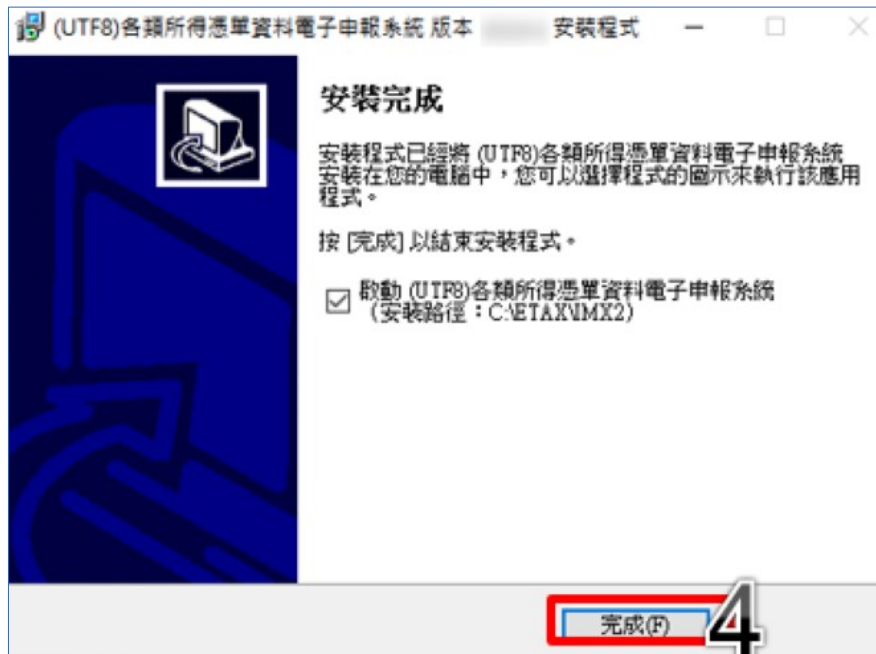 (UTF8)各類所得憑單資料電子申報系統 版本 安裝程式
安裝完成
安裝程式已經將 (UTF8)各類所得憑單資料電子申報系統
安裝在您的電腦中，您可以選擇程式的圖示來執行該應用
程式。
按 [完成] 以結束安裝程式。
啟動 (UTF8)各類所得憑單資料電子申報系統
（安裝路徑：C:\ETAX\IMX2）
完成(F)
4